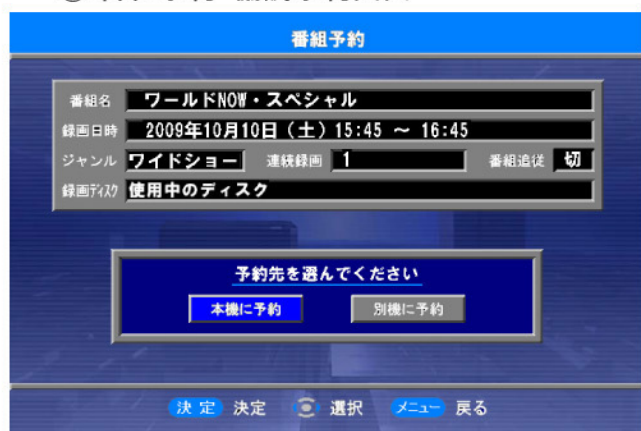 番組予約
番組名 ワールドNOW・スペシャル
録画日時 2009年10月10日(土)15:45 ~ 16:45
ジャンル ワイドショー 連続録画 1 番組追従 切
録画ディスク 使用中のディスク
予約先を選んでください
本機に予約 別機に予約
決定 決定 選択 メニュー 戻る